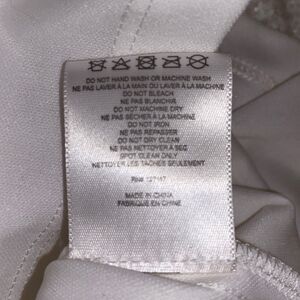 DO NOT HAND WASH OR MACHINE WASH
NE PAS LAVER À LA MAIN OU LAVER À LA MACHINE
DO NOT BLEACH
NE PAS BLANCHIR
DO NOT MACHINE DRY
NE PAS SÉCHER À LA MACHINE
DO NOT IRON
NE PAS REPASSER
DO NOT DRY CLEAN
NE PAS NETTOYER À SEC
SPOT CLEAN ONLY
NETTOYER LES TACHES SEULEMENT
RN#
MADE IN CHINA
FABRIQUÉ EN CHINE